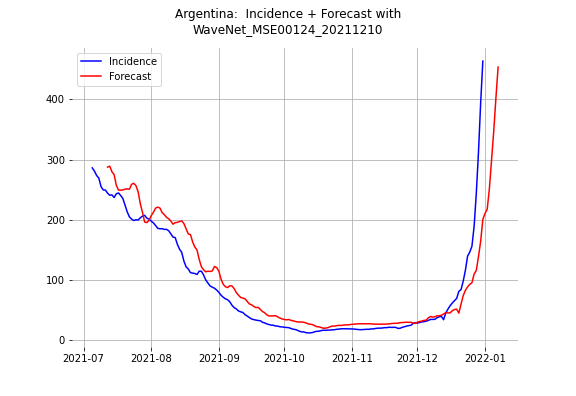 Argentina:  Incidence + Forecast with
WaveNet_MSE00124_20211210
Incidence
Forecast
400
300
200
100
0
2021-07 2021-08 2021-09 2021-10 2021-11 2021-12 2022-01